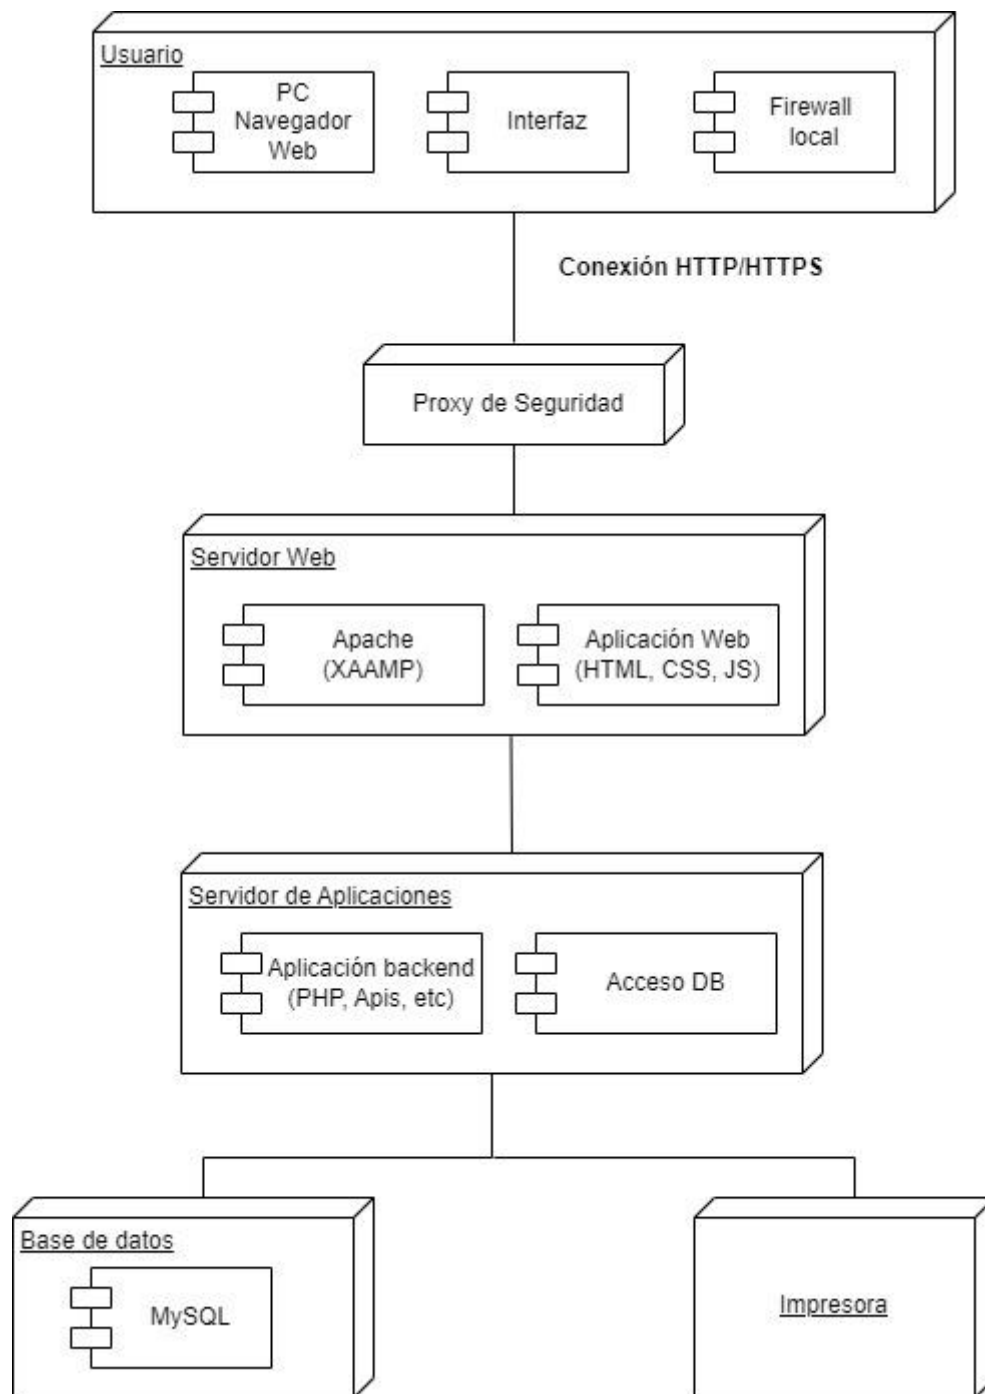 Usuario
PC
Navegador
Web
Interfaz
Firewall
local
Conexión HTTP/HTTPS
Proxy de Seguridad
Servidor Web
Apache
(XAAMP)
Aplicación Web
(HTML, CSS, JS)
Servidor de Aplicaciones
Aplicación backend
(PHP, Apis, etc)
Acceso DB
Base de datos
MySQL
Impresora